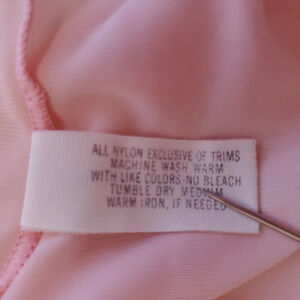 ALL NYLON EXCLUSIVE OF TRIMS
MACHINE WASH WARM
WITH LIKE COLORS-NO BLEACH
TUMBLE DRY MEDIUM
WARM IRON, IF NEEDED